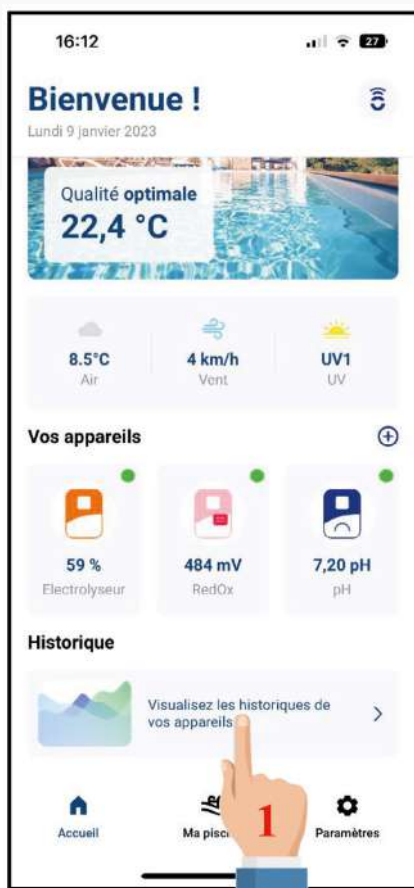 16:12
27
Bienvenue !
Lundi 9 janvier 2023
Qualité optimale
22,4 °C
8.5°C 4 km/h UV1
Air Vent UV
Vos appareils
59 % 484 mV 7,20 pH
Electrolyseur RedOx pH
Historique
Visualisez les historiques de
vos appareils
1
Accueil Ma Paramètres